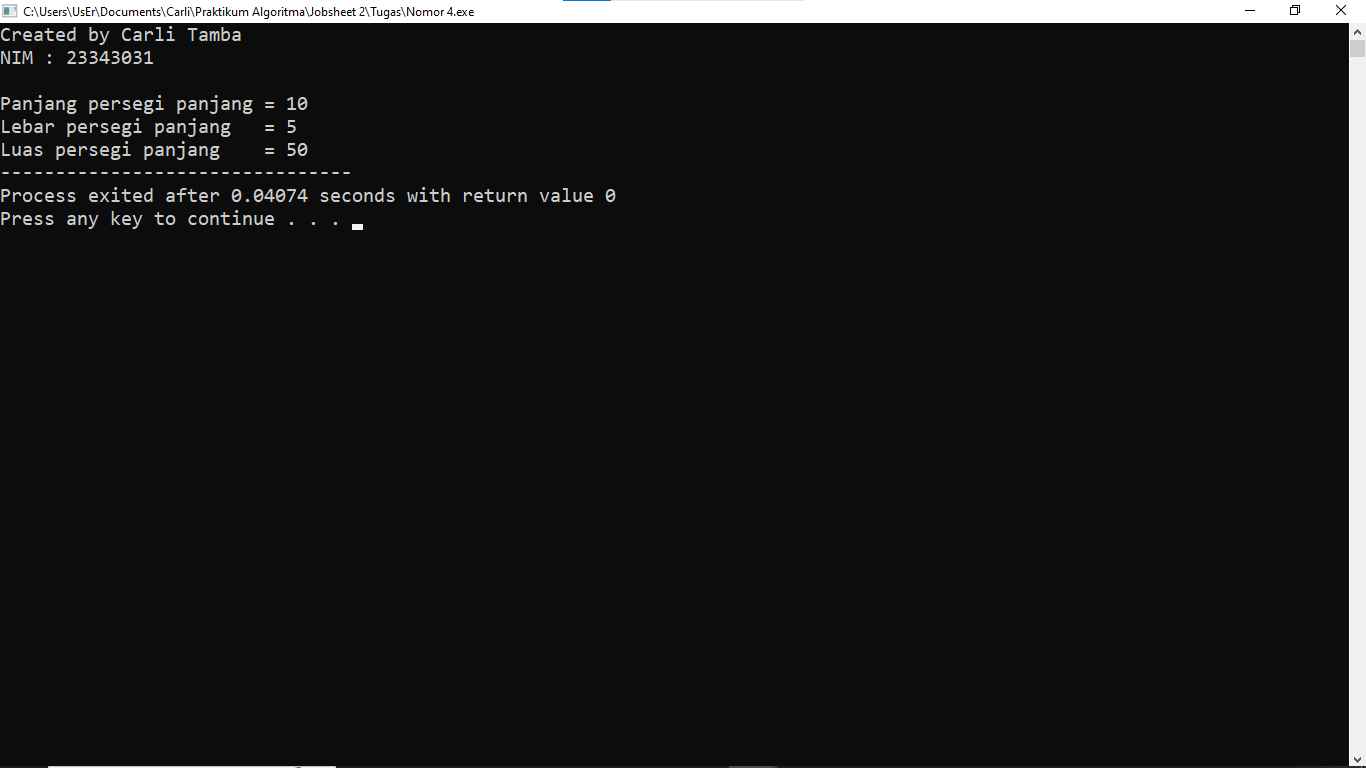 C:\Users\UsEr\Documents\Carli\Praktikum Algoritma\Jobsheet 2\Tugas\Nomor 4.exe
Created by Carli Tamba
NIM : 23343031
Panjang persegi panjang = 10
Lebar persegi panjang   = 5
Luas persegi panjang    = 50
--------------------------------
Process exited after 0.04074 seconds with return value 0
Press any key to continue . . .